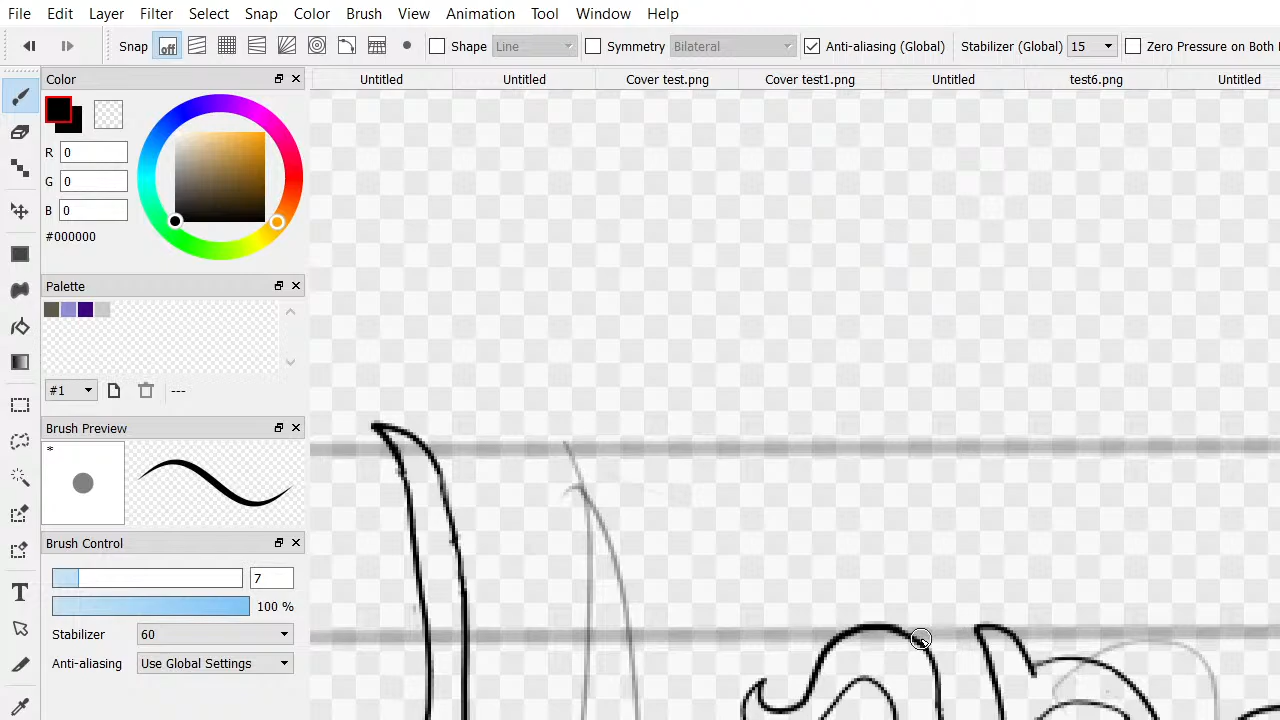 File Edit Layer Filter Select Snap Color Brush View Animation Tool Window Help
Snap off Shape Line Symmetry Bilateral Anti-aliasing (Global) Stabilizer (Global) 15 Zero Pressure on Both
Color
Untitled Untitled Cover test.png Cover test1.png Untitled test6.png Untitled
R 0
G 0
B 0
#000000
Palette
#1 ---
Brush Preview
*
Brush Control
7
100 %
Stabilizer 60
Anti-aliasing Use Global Settings
T